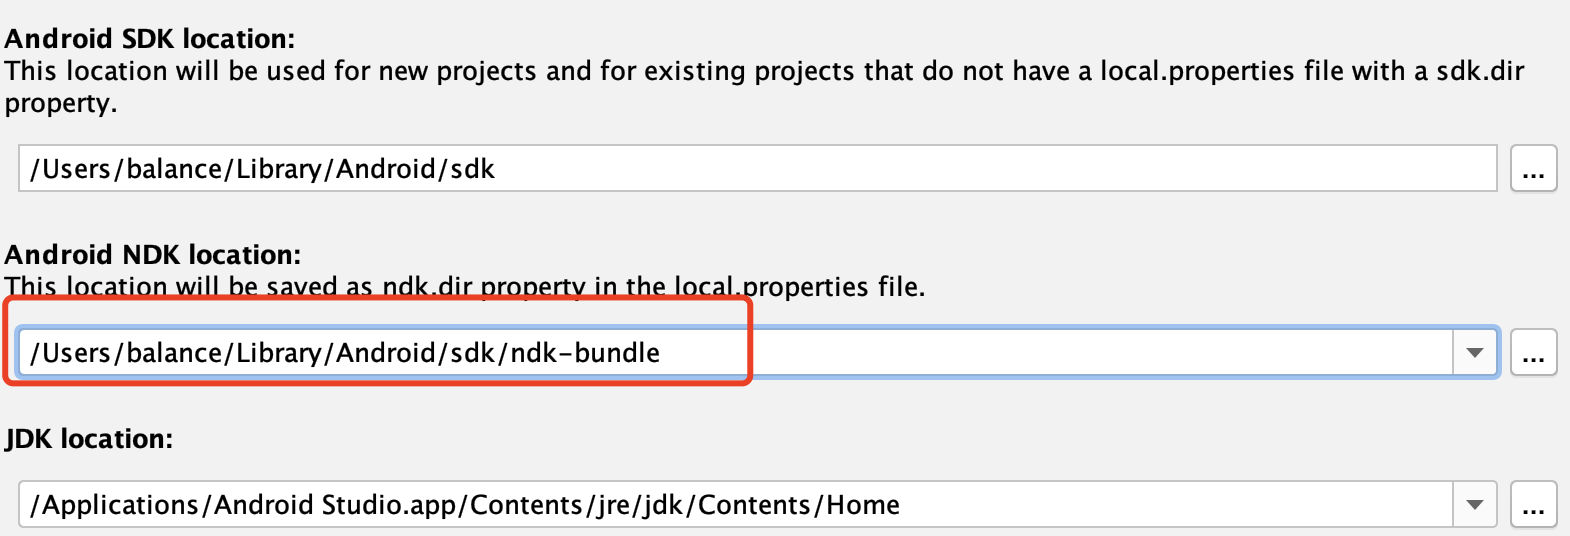 Android SDK location:
This location will be used for new projects and for existing projects that do not have a local.properties file with a sdk.dir
property.
/Users/balance/Library/Android/sdk
...
Android NDK location:
This location will be saved as ndk.dir property in the local.properties file.
/Users/balance/Library/Android/sdk/ndk-bundle
...
JDK location:
/Applications/Android Studio.app/Contents/jre/jdk/Contents/Home
...